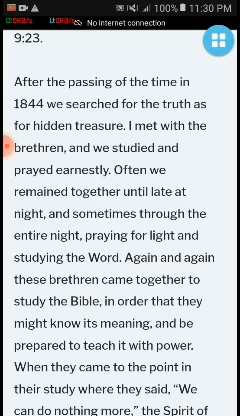 100% 11:30 PM
No internet connection
9:23.
After the passing of the time in
1844 we searched for the truth as
for hidden treasure. I met with the
brethren, and we studied and
prayed earnestly. Often we
remained together until late at
night, and sometimes through the
entire night, praying for light and
studying the Word. Again and again
these brethren came together to
study the Bible, in order that they
might know its meaning, and be
prepared to teach it with power.
When they came to the point in
their study where they said, “We
can do nothing more,” the Spirit of